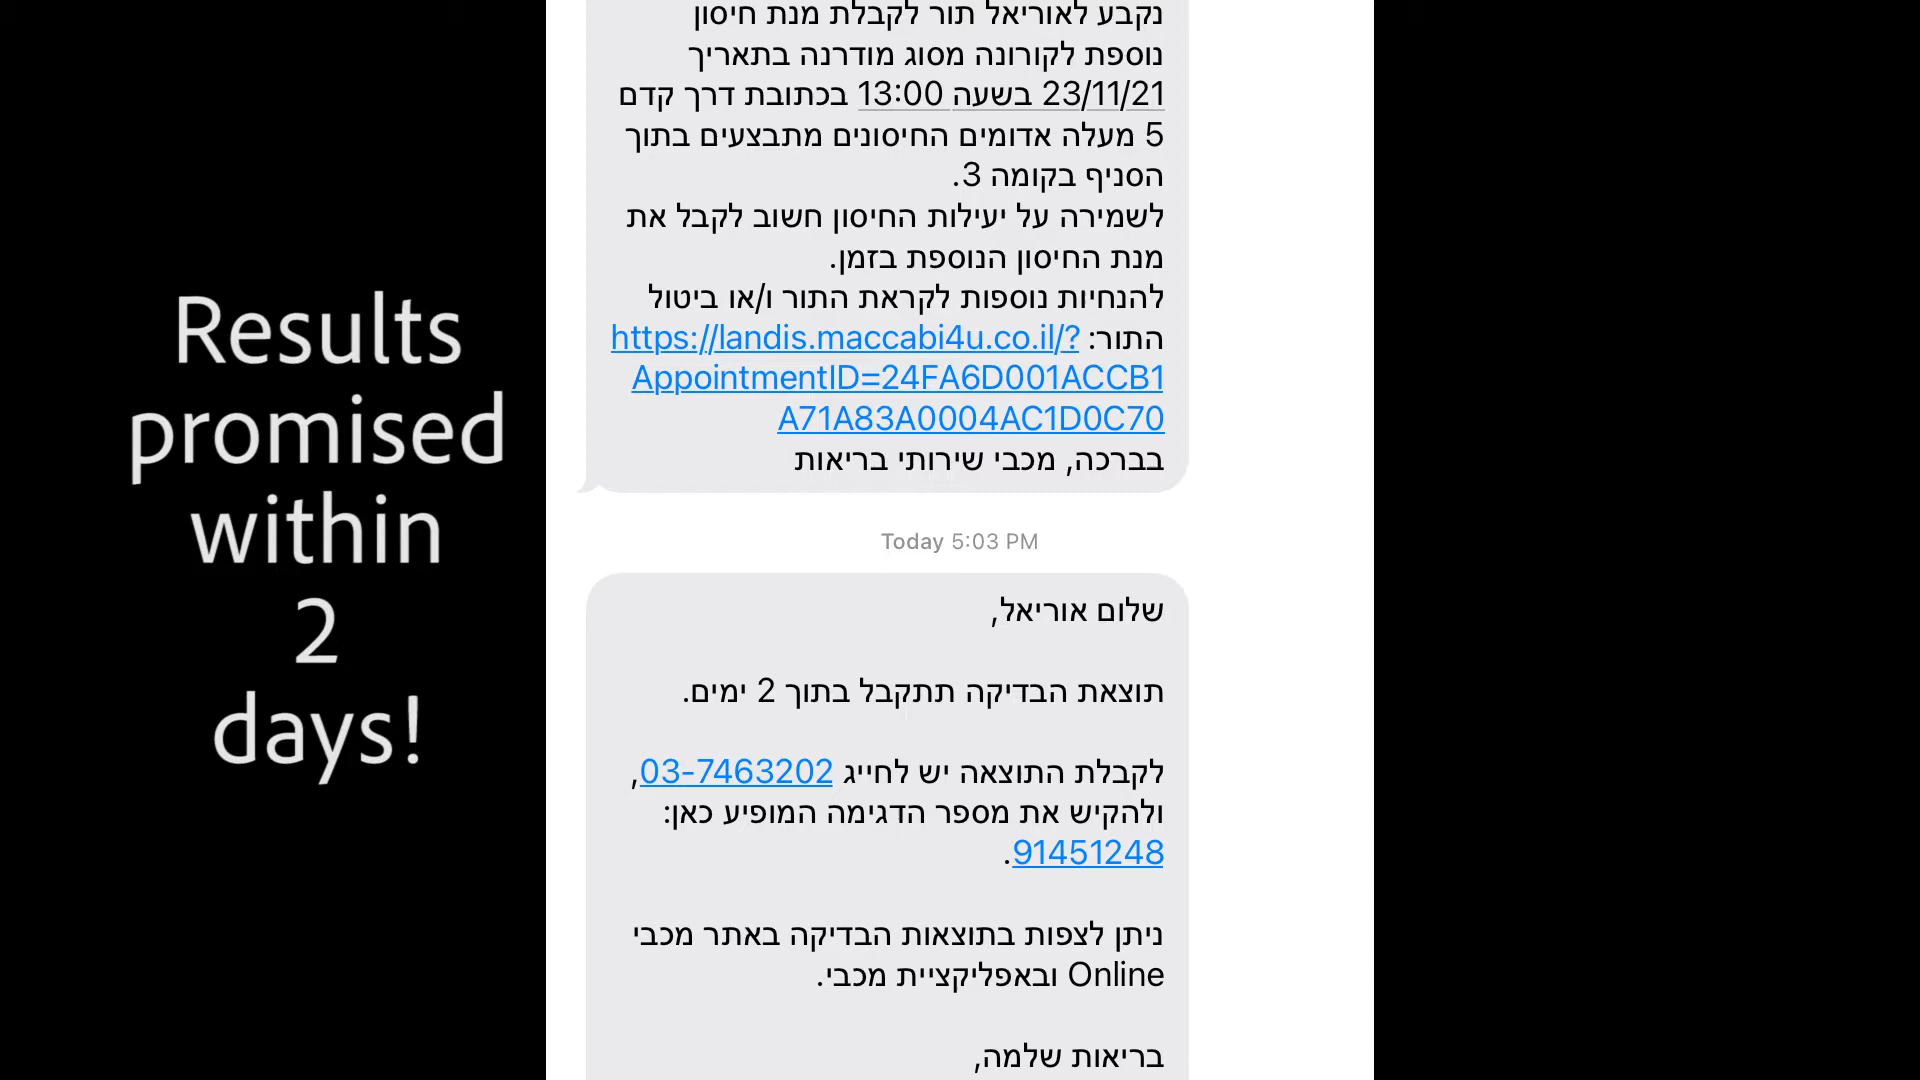 Results
promised
within
2
days!
נקבע לאוריאל תור לקבלת מנת חיסון
נוספת לקורונה מסוג מודרנה בתאריך
23/11/21 בשעה 13:00 בכתובת דרך קדם
5 מעלה אדומים החיסונים מתבצעים בתוך
הסניף בקומה 3.
לשמירה על יעילות החיסון חשוב לקבל את
מנת החיסון הנוספת בזמן.
להנחיות נוספות לקראת התור ו/או ביטול
התור: https://landis.maccabi4u.co.il/?
AppointmentID=24FA6D001ACCB1
A71A83A0004AC1D0C70
בברכה, מכבי שירותי בריאות
Today 5:03 PM
שלום אוריאל,
תוצאת הבדיקה תתקבל בתוך 2 ימים.
לקבלת התוצאה יש לחייג 03-7463202,
ולהקיש את מספר הדגימה המופיע כאן:
91451248.
ניתן לצפות בתוצאות הבדיקה באתר מכבי
Online ובאפליקציית מכבי.
בריאות שלמה,